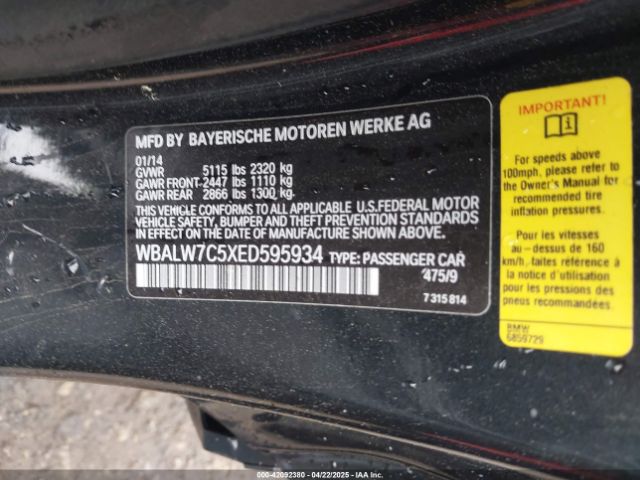 MFD BY BAYERISCHE MOTOREN WERKE AG
01/14
GVWR 5115 lbs 2320 kg
GAWR FRONT 2447 lbs 1110 kg
GAWR REAR 2866 lbs 1300 kg
THIS VEHICLE CONFORMS TO ALL APPLICABLE U.S.FEDERAL MOTOR
VEHICLE SAFETY, BUMPER AND THEFT PREVENTION STANDARDS
IN EFFECT ON THE DATE OF MANUFACTURE SHOWN ABOVE.
WBALW7C5XED595934 TYPE: PASSENGER CAR
475/9
7 315 814
IMPORTANT!
For speeds above
100mph, please refer to
the Owner's Manual for
recommended tire
inflation pressures.
Pour les vitesses
au-dessus de 160
km/h, faites référence
à la notice d'utilisation
pour les pressions des
pneus recommandées.
BMW
6859729
000-42092380 - 04/22/2025 - IAAI.COM